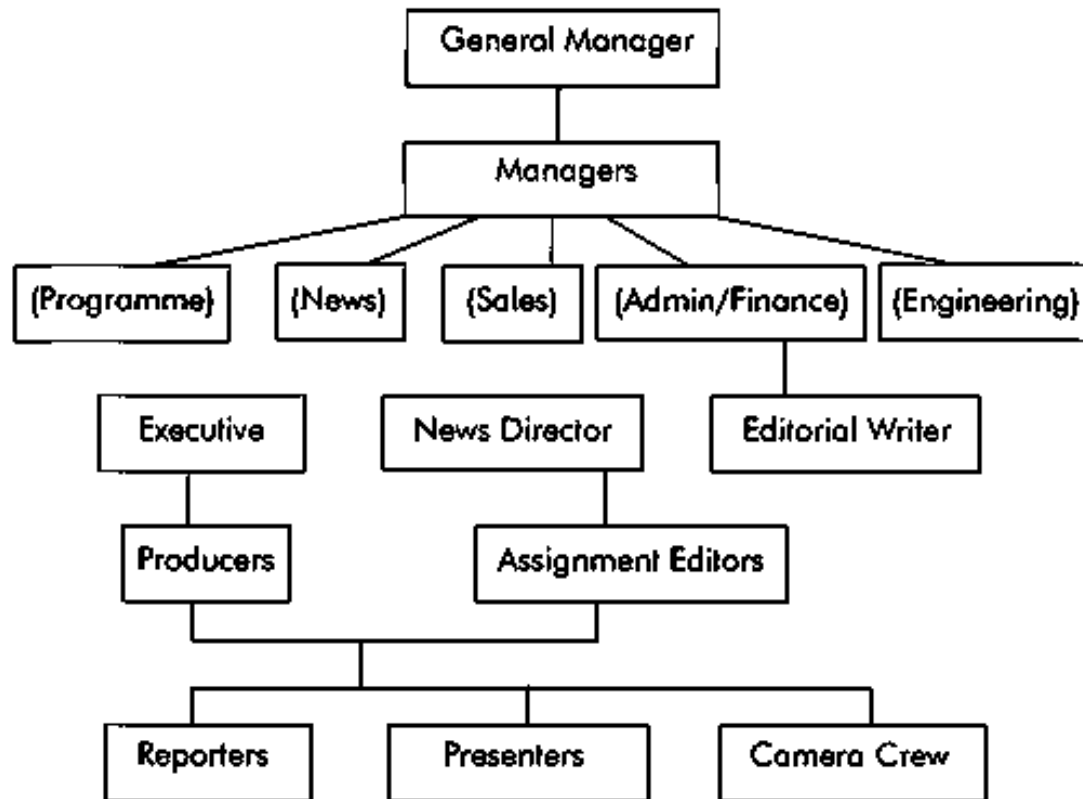 General Manager
Managers
(Programme)
(News)
(Sales)
(Admin/Finance)
(Engineering)
Executive
News Director
Editorial Writer
Producers
Assignment Editors
Reporters
Presenters
Camera Crew